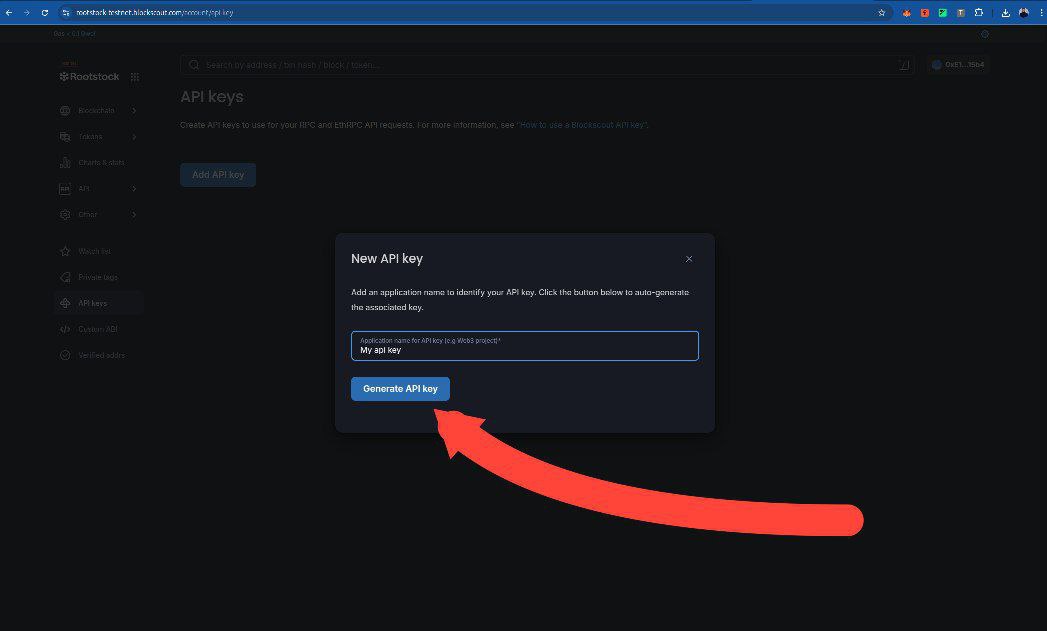 rootstock-testnet.blockscout.com/account/api-key
Gas < 0.1 Gwei
Rootstock
Search by address / txn hash / block / token...
/
0xE1...15b4
Blockchain
Tokens
Charts & stats
API
Other
Watch list
Private tags
API keys
Custom ABI
Verified addrs
API keys
Create API keys to use for your RPC and EthRPC API requests. For more information, see "How to use a Blockscout API key".
Add API key
New API key
Add an application name to identify your API key. Click the button below to auto-generate
the associated key.
Application name for API key (e.g Web3 project)*
My api key
Generate API key